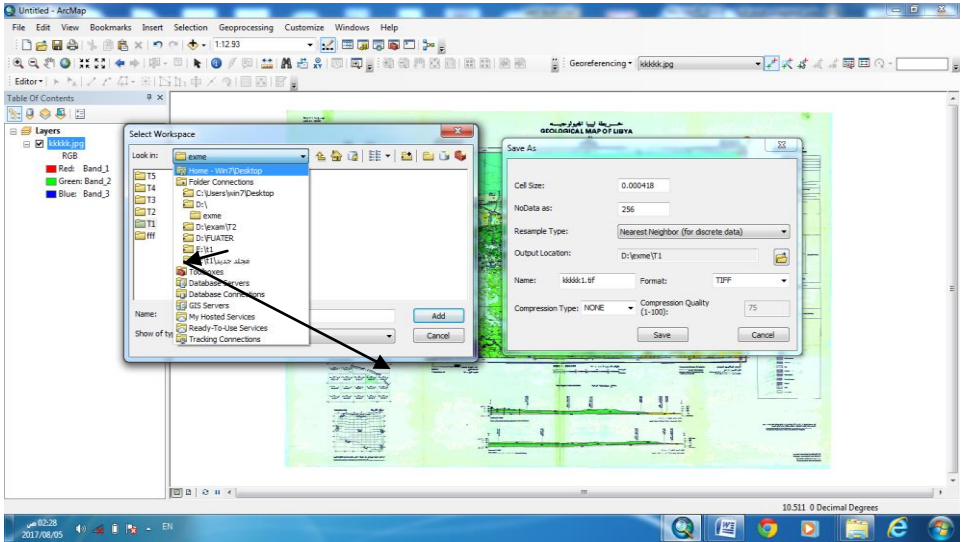 Untitled - ArcMap
File Edit View Bookmarks Insert Selection Geoprocessing Customize Windows Help
1:12.93
Georeferencing kkkkk.jpg
Editor
Table Of Contents
Layers
kkkkk.jpg
RGB
Red: Band_1
Green: Band_2
Blue: Band_3
GEOLOGICAL MAP OF LIBYA
Select Workspace
Look in: exme
T5
T4
T3
T2
T1
fff
Home - Win7\Desktop
Folder Connections
C:\Users\win7\Desktop
D:\
exme
D:\exam\T2
D:\FUATER
E:\t1
مجلد جديد\t1
Toolboxes
Database Servers
Database Connections
GIS Servers
My Hosted Services
Ready-To-Use Services
Tracking Connections
Name:
Show of
Add
Cancel
Save As
Cell Size: 0.000418
NoData as: 256
Resample Type: Nearest Neighbor (for discrete data)
Output Location: D:\exme\T1
Name: kkkkk1.tif Format: TIFF
Compression Type: NONE Compression Quality (1-100): 75
Save Cancel
10.511 0 Decimal Degrees
02:28 ص
2017/08/05
EN